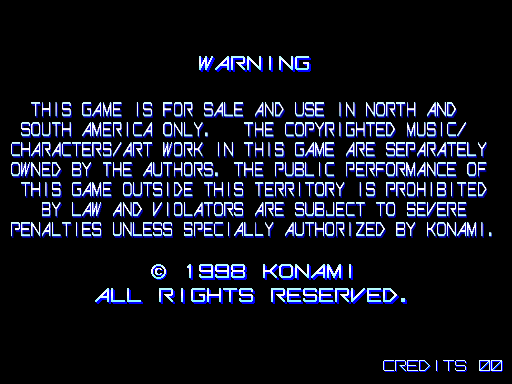 WARNING
THIS GAME IS FOR SALE AND USE IN NORTH AND
SOUTH AMERICA ONLY. THE COPYRIGHTED MUSIC/
CHARACTERS/ART WORK IN THIS GAME ARE SEPARATELY
OWNED BY THE AUTHORS. THE PUBLIC PERFORMANCE OF
THIS GAME OUTSIDE THIS TERRITORY IS PROHIBITED
BY LAW AND VIOLATORS ARE SUBJECT TO SEVERE
PENALTIES UNLESS SPECIALLY AUTHORIZED BY KONAMI.
© 1998 KONAMI
ALL RIGHTS RESERVED.
CREDITS 00